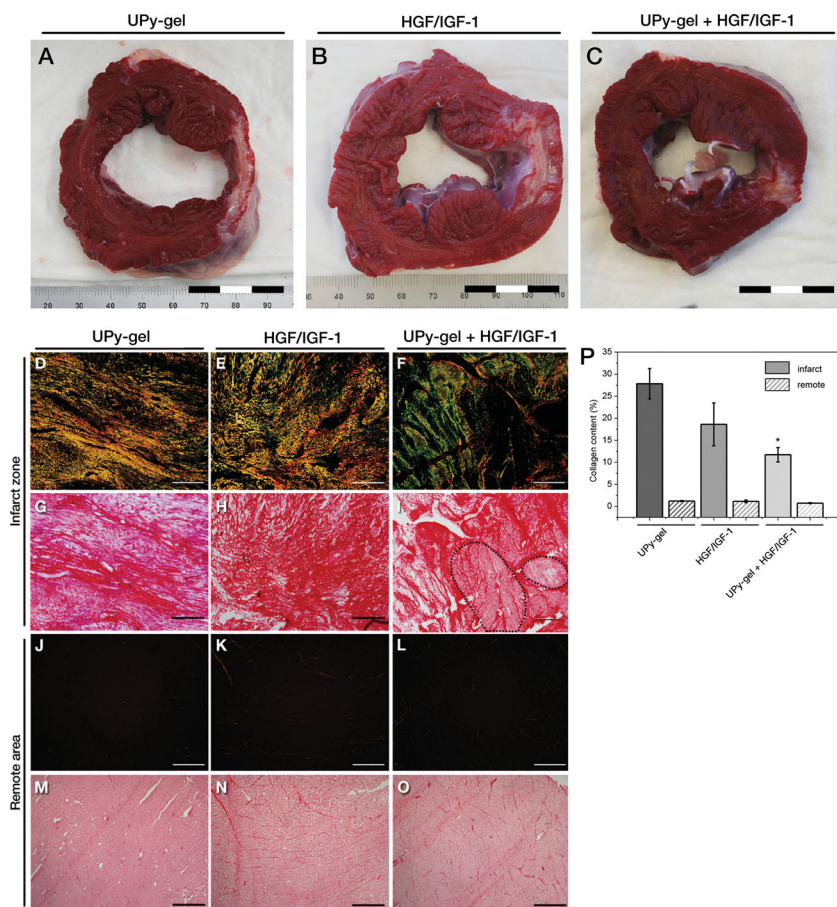 UPy-gel
HGF/IGF-1
UPy-gel + HGF/IGF-1
A
B
C
20 30 40 50 60 70 80 90
30 40 50 60 70 80 90 100 110
UPy-gel
HGF/IGF-1
UPy-gel + HGF/IGF-1
Infarct zone
D
E
F
G
H
I
Remote area
J
K
L
M
N
O
P
Collagen content (%)
35
30
25
20
15
10
5
0
infarct
remote
*
UPy-gel
HGF/IGF-1
UPy-gel + HGF/IGF-1